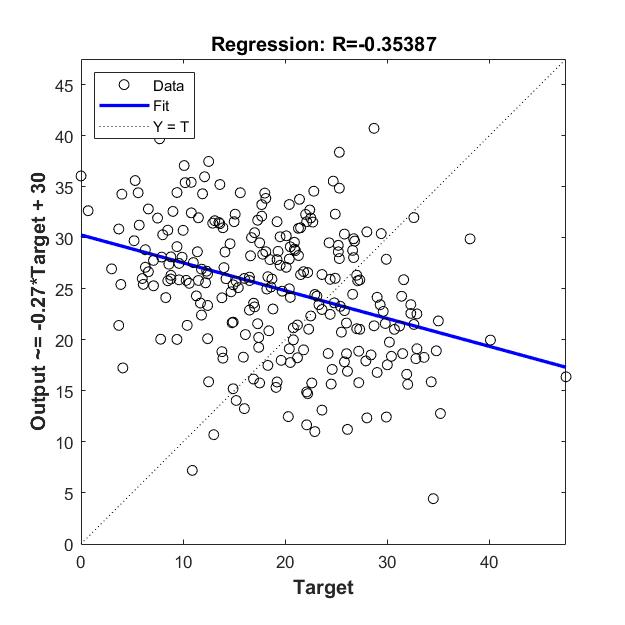 Regression: R=-0.35387
Data
Fit
Y = T
45
40
35
30
25
20
15
10
5
0
0
10
20
30
40
Target
Output ~= -0.27*Target + 30